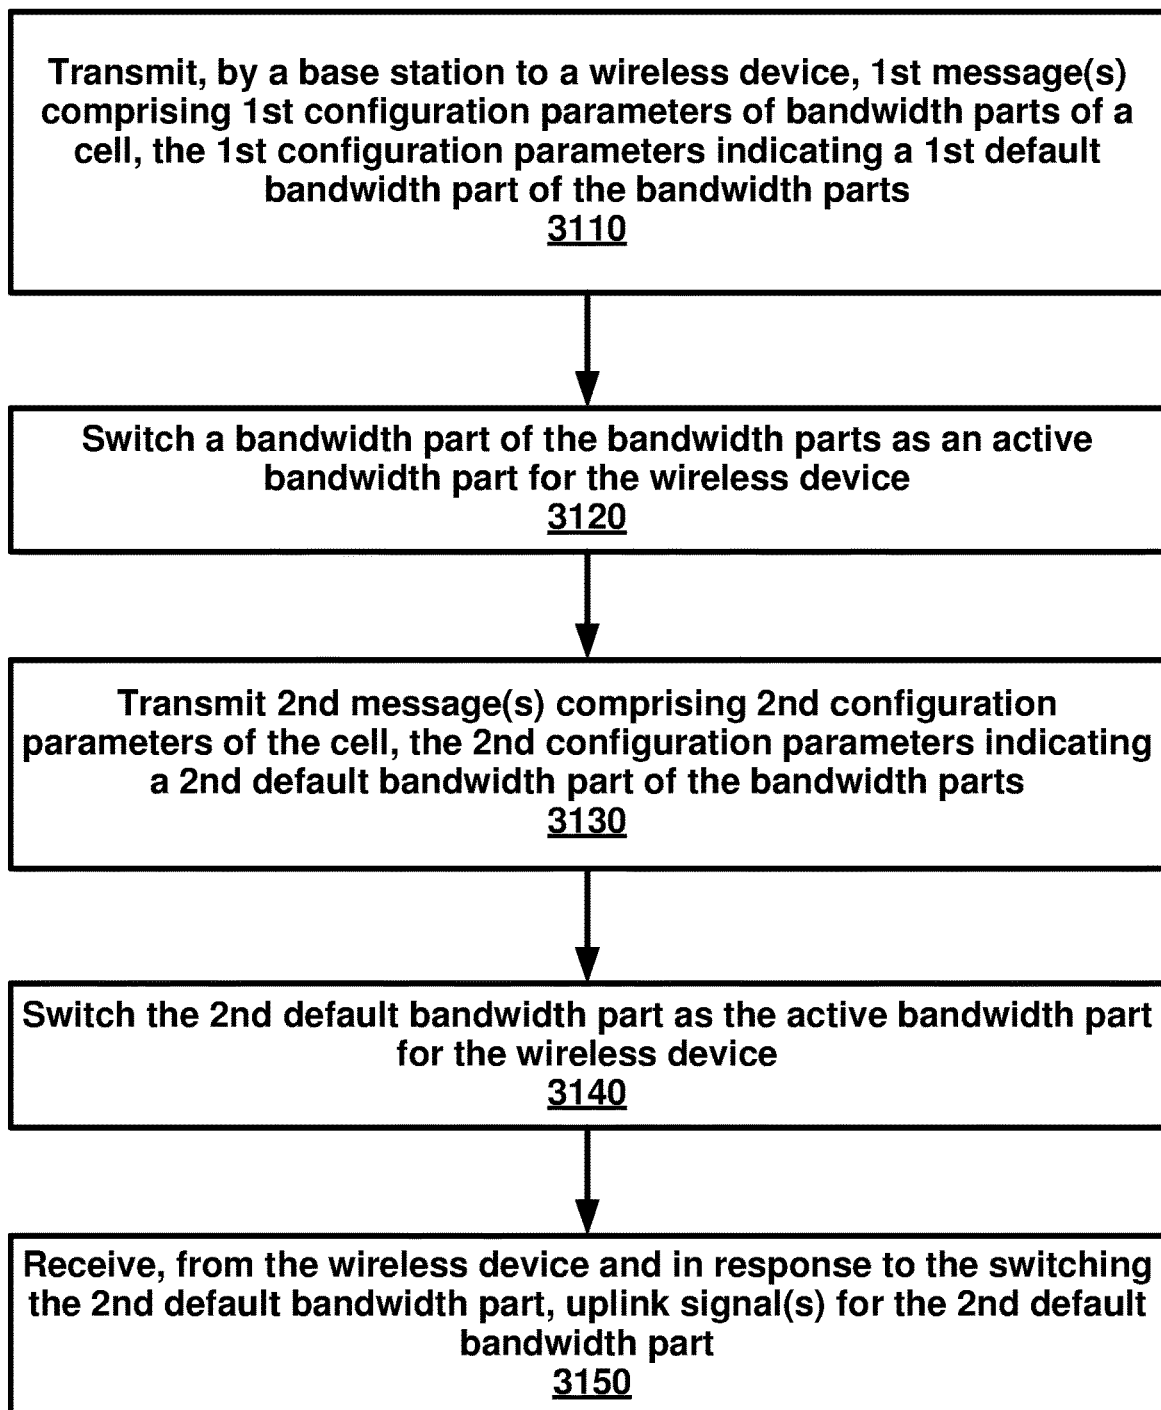 Transmit, by a base station to a wireless device, 1st message(s)
comprising 1st configuration parameters of bandwidth parts of a
cell, the 1st configuration parameters indicating a 1st default
bandwidth part of the bandwidth parts
3110
Switch a bandwidth part of the bandwidth parts as an active
bandwidth part for the wireless device
3120
Transmit 2nd message(s) comprising 2nd configuration
parameters of the cell, the 2nd configuration parameters indicating
a 2nd default bandwidth part of the bandwidth parts
3130
Switch the 2nd default bandwidth part as the active bandwidth part
for the wireless device
3140
Receive, from the wireless device and in response to the switching
the 2nd default bandwidth part, uplink signal(s) for the 2nd default
bandwidth part
3150